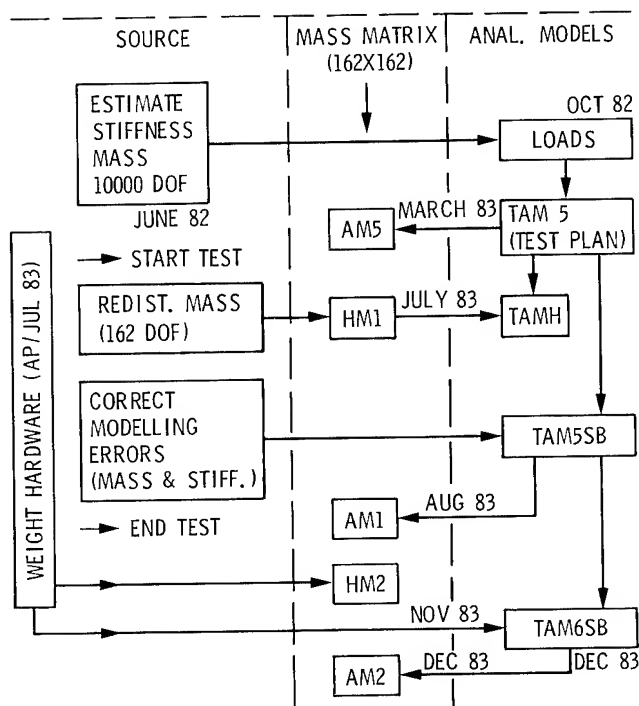 SOURCE
MASS MATRIX
(162X162)
ANAL. MODELS
ESTIMATE
STIFFNESS
MASS
10000 DOF
JUNE 82
OCT 82
LOADS
MARCH 83
AM5
TAM 5
(TEST PLAN)
START TEST
WEIGHT HARDWARE (AP/JUL 83)
REDIST. MASS
(162 DOF)
HM1
JULY 83
TAMH
CORRECT
MODELLING
ERRORS
(MASS & STIFF.)
TAM5SB
AUG 83
AM1
END TEST
HM2
NOV 83
TAM6SB
DEC 83
DEC 83
AM2